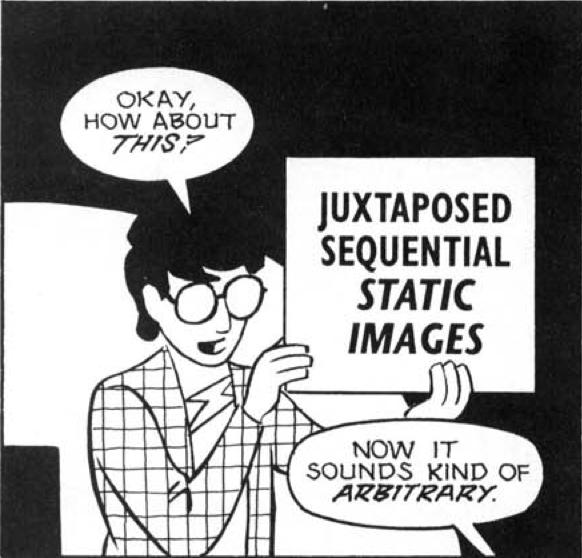 OKAY,
HOW ABOUT
THIS?
JUXTAPOSED
SEQUENTIAL
STATIC
IMAGES
NOW IT
SOUNDS KIND OF
ARBITRARY.